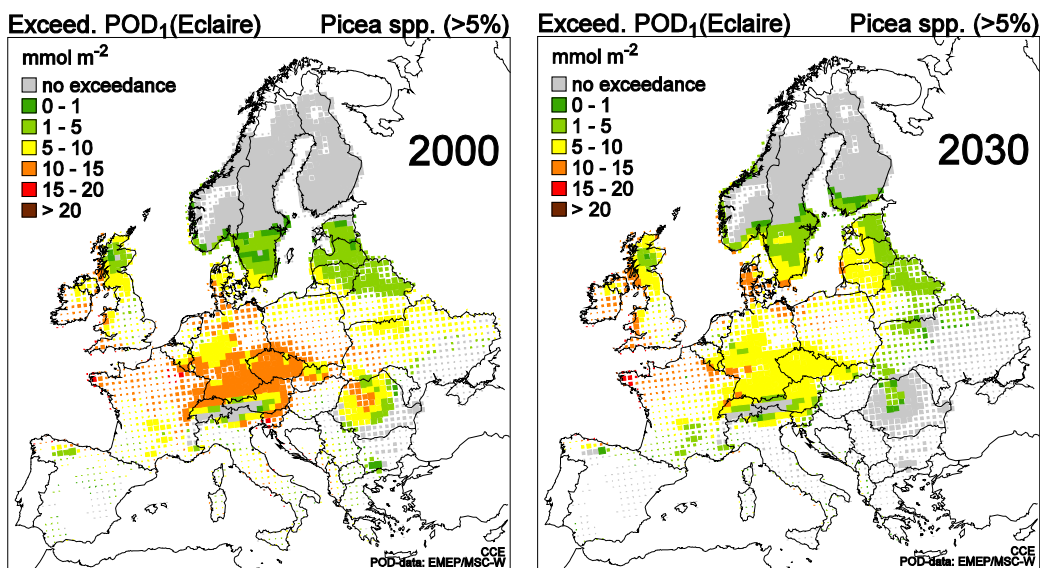 Exceed. POD1(Eclaire) Picea spp. (>5%)
mmol m-2
no exceedance
0 - 1
1 - 5
5 - 10
10 - 15
15 - 20
> 20
2000
CCE
POD-data: EMEP/MSC-W
Exceed. POD1(Eclaire) Picea spp. (>5%)
mmol m-2
no exceedance
0 - 1
1 - 5
5 - 10
10 - 15
15 - 20
> 20
2030
CCE
POD-data: EMEP/MSC-W